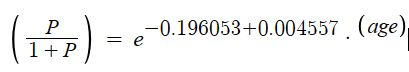 (P / (1 + P)) = e^(-0.196053+0.004557 · (age))